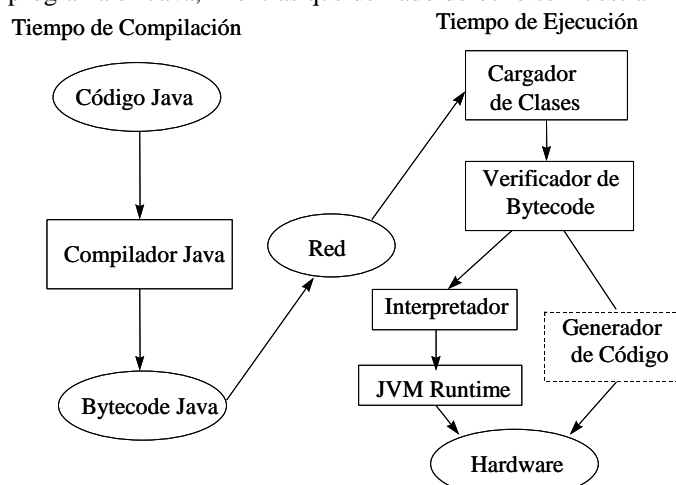 Tiempo de Compilación
Tiempo de Ejecución
Código Java
Compilador Java
Bytecode Java
Red
Cargador
de Clases
Verificador de
Bytecode
Interpretador
JVM Runtime
Generador
de Código
Hardware